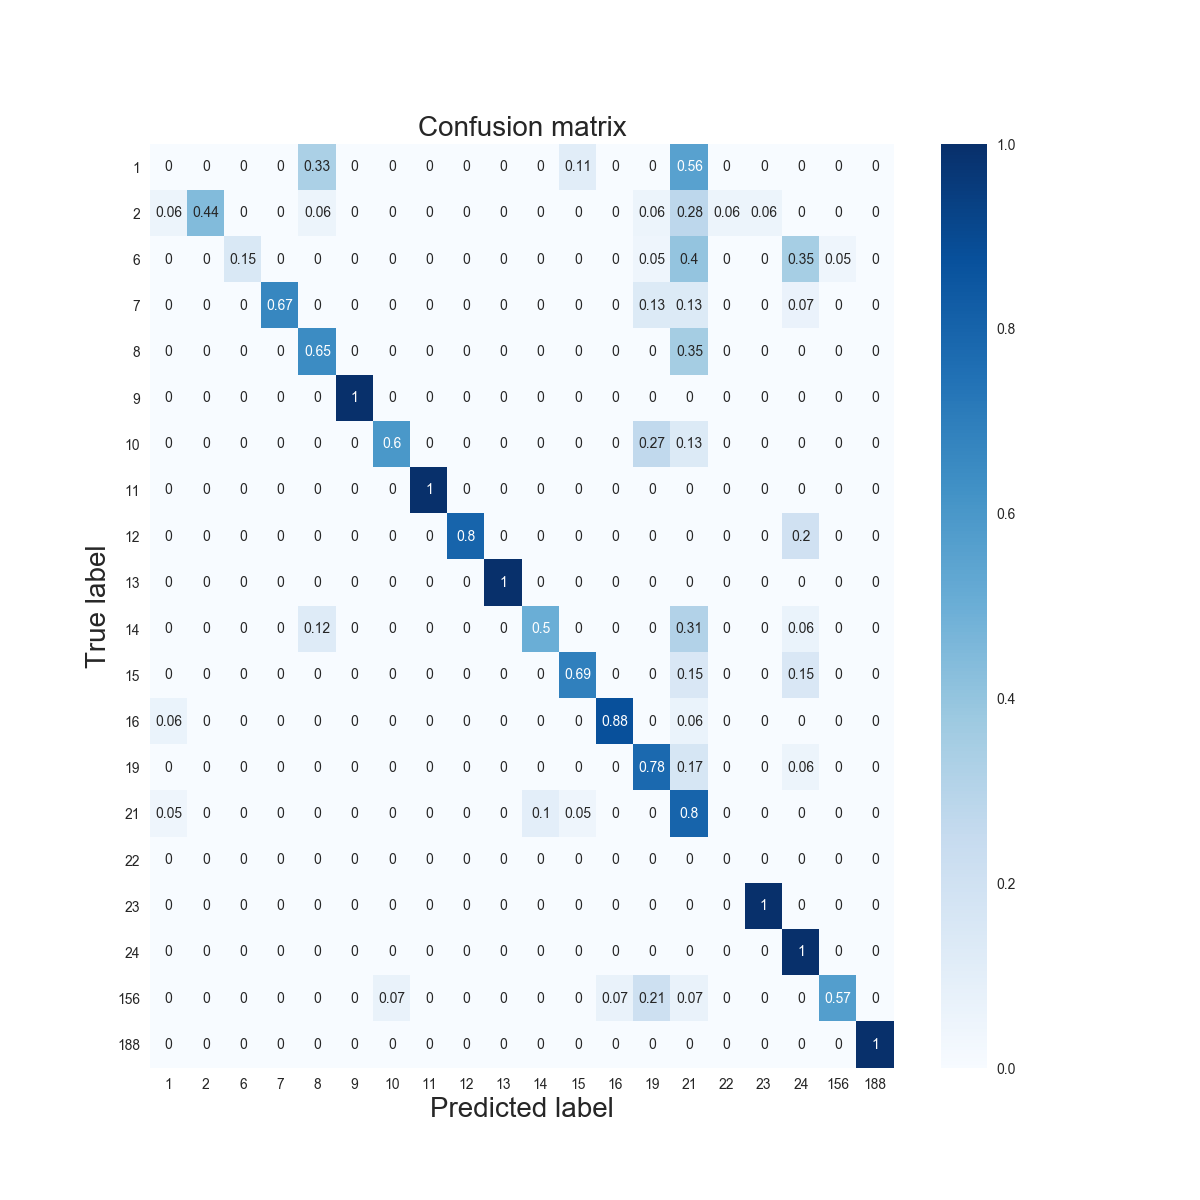 Confusion matrix
1 0 0 0 0 0.33 0 0 0 0 0 0 0.11 0 0 0.56 0 0 0 0 0
2 0.06 0.44 0 0 0.06 0 0 0 0 0 0 0 0 0.06 0.28 0.06 0.06 0 0 0
6 0 0 0.15 0 0 0 0 0 0 0 0 0 0 0.05 0.4 0 0 0.35 0.05 0
7 0 0 0 0.67 0 0 0 0 0 0 0 0 0 0.13 0.13 0 0 0.07 0 0
8 0 0 0 0 0.65 0 0 0 0 0 0 0 0 0 0.35 0 0 0 0 0
9 0 0 0 0 0 1 0 0 0 0 0 0 0 0 0 0 0 0 0 0
10 0 0 0 0 0 0 0.6 0 0 0 0 0 0 0.27 0.13 0 0 0 0 0
11 0 0 0 0 0 0 0 1 0 0 0 0 0 0 0 0 0 0 0 0
12 0 0 0 0 0 0 0 0 0.8 0 0 0 0 0 0 0 0 0.2 0 0
13 0 0 0 0 0 0 0 0 0 1 0 0 0 0 0 0 0 0 0 0
14 0 0 0 0 0.12 0 0 0 0 0 0.5 0 0 0 0.31 0 0 0.06 0 0
15 0 0 0 0 0 0 0 0 0 0 0 0.69 0 0 0.15 0 0 0.15 0 0
16 0.06 0 0 0 0 0 0 0 0 0 0 0 0.88 0 0.06 0 0 0 0 0
19 0 0 0 0 0 0 0 0 0 0 0 0 0 0.78 0.17 0 0 0.06 0 0
21 0.05 0 0 0 0 0 0 0 0 0 0.1 0.05 0 0 0.8 0 0 0 0 0
22 0 0 0 0 0 0 0 0 0 0 0 0 0 0 0 0 0 0 0 0
23 0 0 0 0 0 0 0 0 0 0 0 0 0 0 0 0 1 0 0 0
24 0 0 0 0 0 0 0 0 0 0 0 0 0 0 0 0 0 1 0 0
156 0 0 0 0 0 0 0.07 0 0 0 0 0 0.07 0.21 0.07 0 0 0 0.57 0
188 0 0 0 0 0 0 0 0 0 0 0 0 0 0 0 0 0 0 0 1
1 2 6 7 8 9 10 11 12 13 14 15 16 19 21 22 23 24 156 188
Predicted label
True label
1.0
0.8
0.6
0.4
0.2
0.0